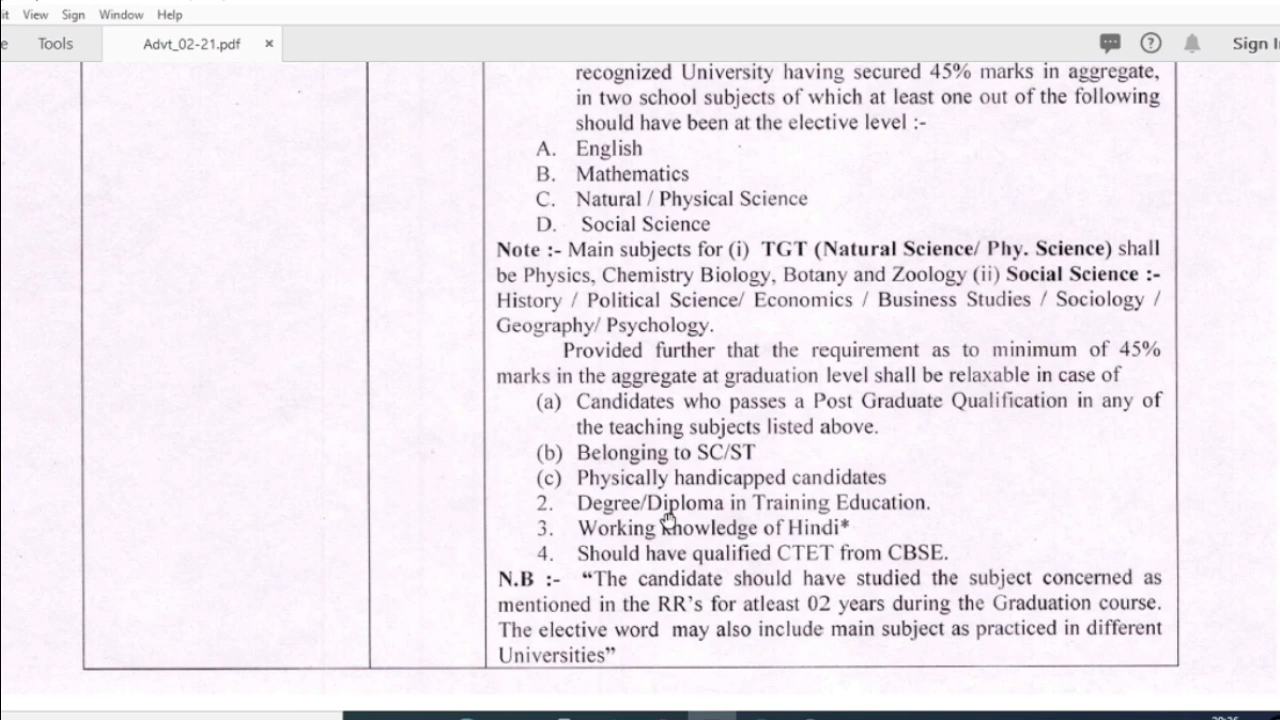 it View Sign Window Help
e Tools Advt_02-21.pdf × ? Sign I
recognized University having secured 45% marks in aggregate,
in two school subjects of which at least one out of the following
should have been at the elective level :-
A. English
B. Mathematics
C. Natural / Physical Science
D. Social Science
Note :- Main subjects for (i) TGT (Natural Science/ Phy. Science) shall
be Physics, Chemistry Biology, Botany and Zoology (ii) Social Science :-
History / Political Science/ Economics / Business Studies / Sociology /
Geography/ Psychology.
Provided further that the requirement as to minimum of 45%
marks in the aggregate at graduation level shall be relaxable in case of
(a) Candidates who passes a Post Graduate Qualification in any of
the teaching subjects listed above.
(b) Belonging to SC/ST
(c) Physically handicapped candidates
2. Degree/Diploma in Training Education.
3. Working Knowledge of Hindi*
4. Should have qualified CTET from CBSE.
N.B :- “The candidate should have studied the subject concerned as
mentioned in the RR’s for atleast 02 years during the Graduation course.
The elective word may also include main subject as practiced in different
Universities”